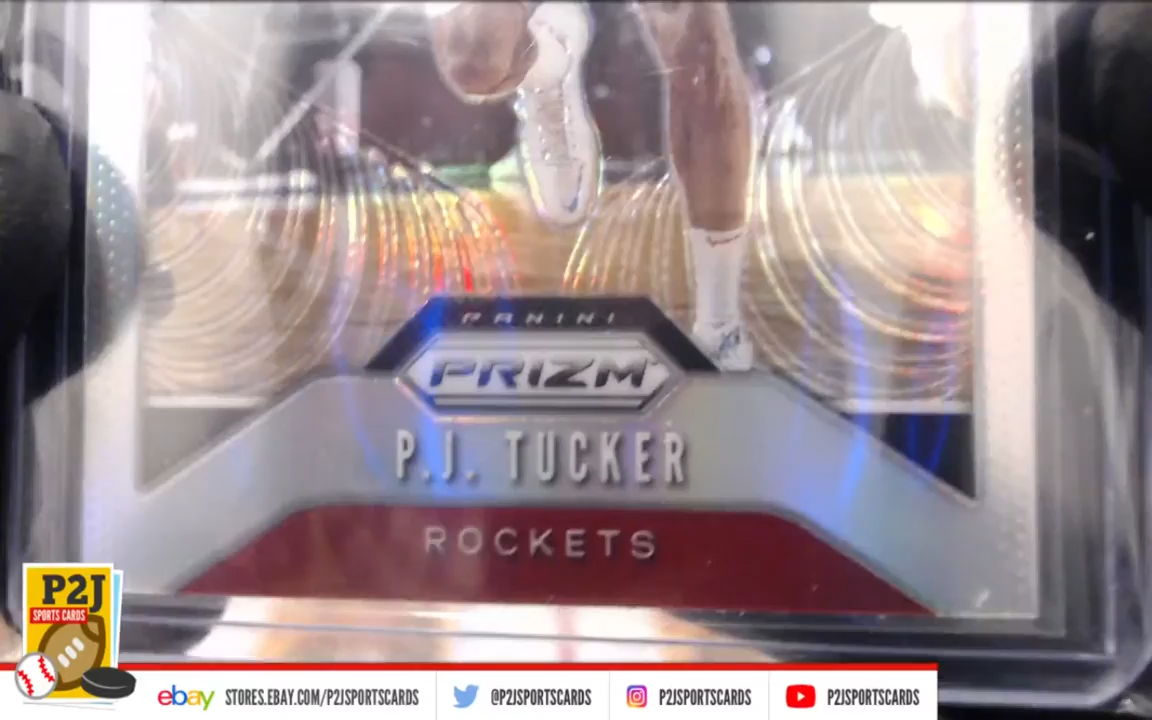 PANINI
PRIZM
P.J. TUCKER
ROCKETS
P2J
SPORTS CARDS
ebay STORES.EBAY.COM/P2JSPORTSCARDS @P2JSPORTSCARDS P2JSPORTSCARDS P2JSPORTSCARDS